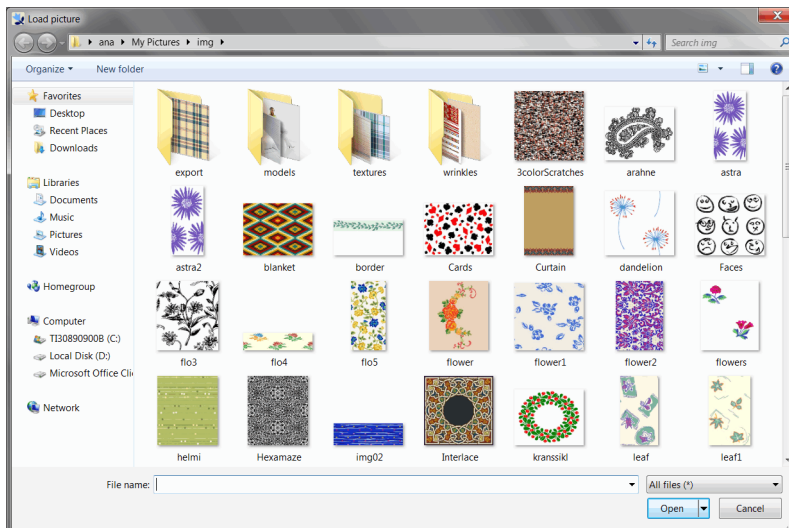 Load picture
ana My Pictures img
Search img
Organize New folder
Favorites
Desktop
Recent Places
Downloads
Libraries
Documents
Music
Pictures
Videos
Homegroup
Computer
TI30890900B (C:)
Local Disk (D:)
Microsoft Office Cli
Network
export models textures wrinkles 3colorScratches arahne astra
astra2 blanket border Cards Curtain dandelion Faces
flo3 flo4 flo5 flower flower1 flower2 flowers
helmi Hexamaze img02 Interlace kranssikl leaf leaf1
File name: All files (*)
Open Cancel